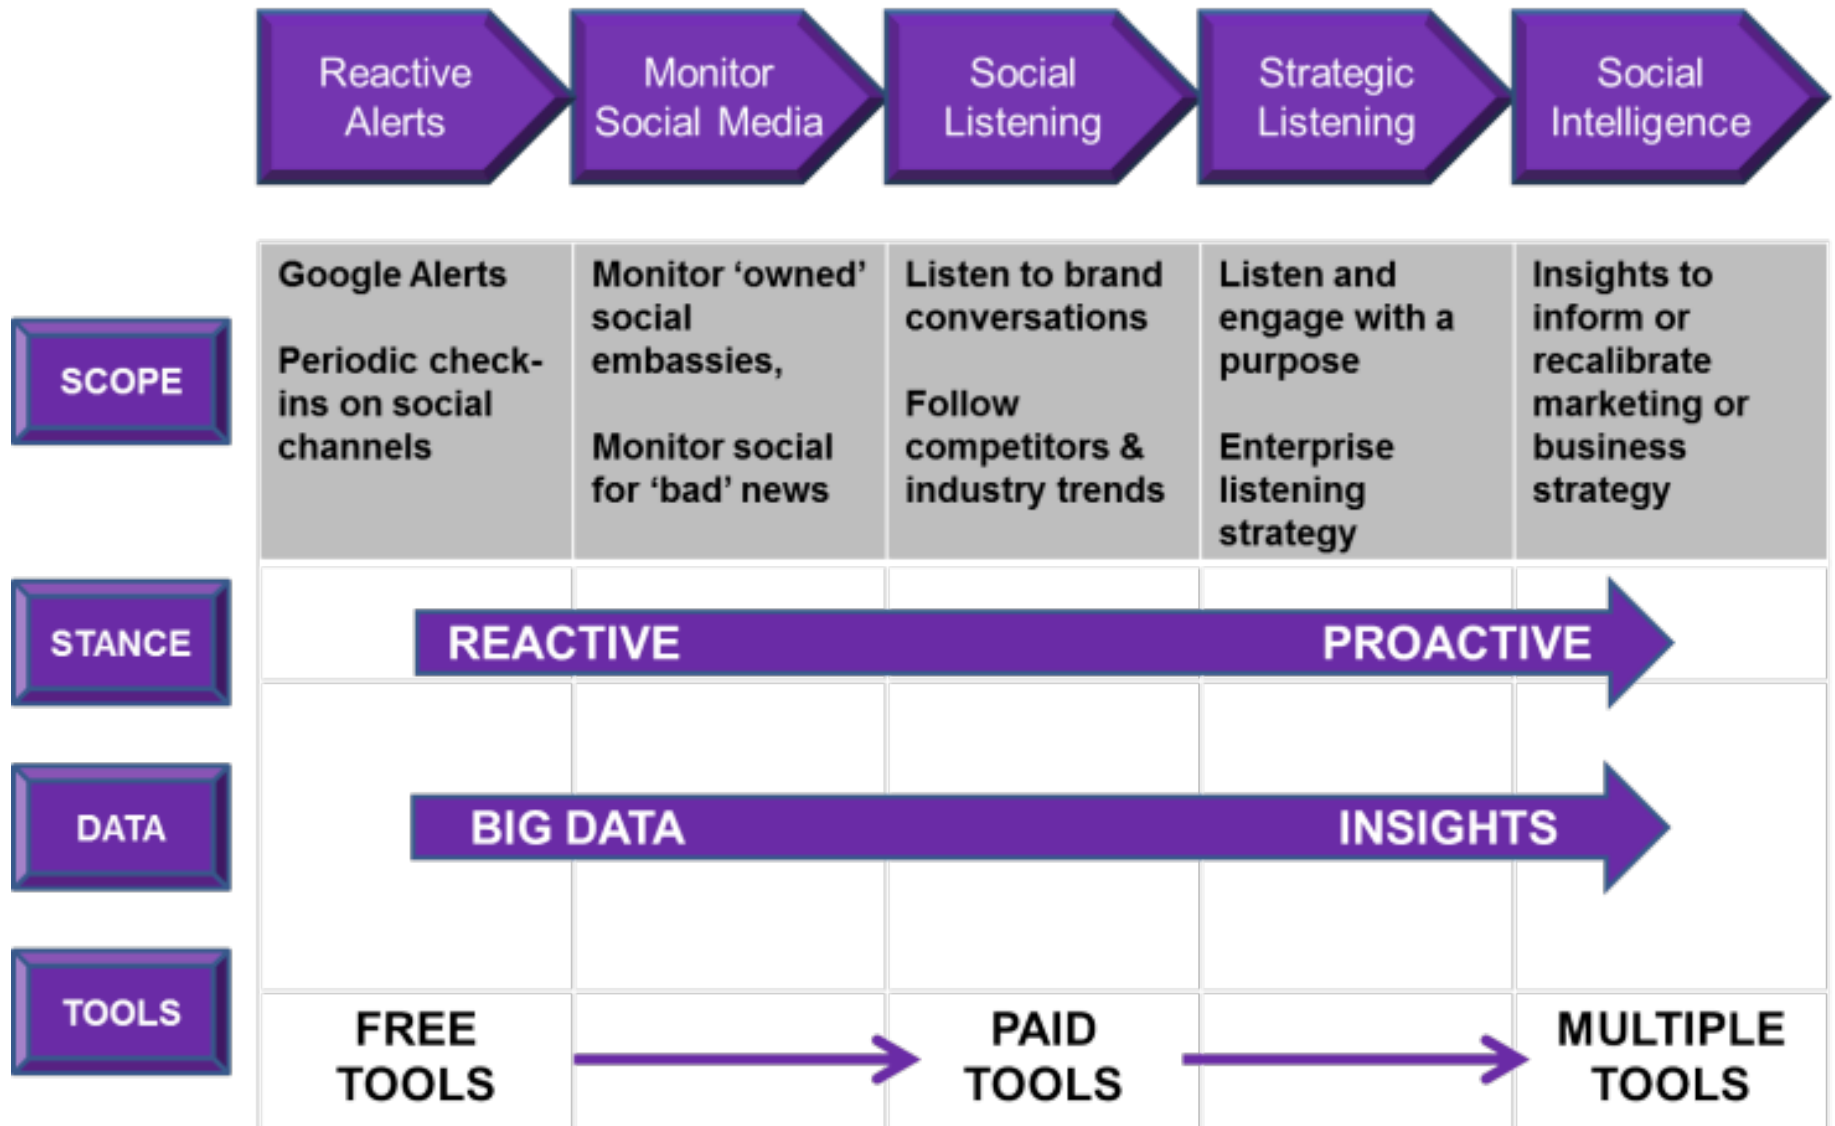 Reactive
Alerts
Monitor
Social Media
Social
Listening
Strategic
Listening
Social
Intelligence
SCOPE
Google Alerts
Periodic check-
ins on social
channels
Monitor ‘owned’
social
embassies,
Monitor social
for ‘bad’ news
Listen to brand
conversations
Follow
competitors &
industry trends
Listen and
engage with a
purpose
Enterprise
listening
strategy
Insights to
inform or
recalibrate
marketing or
business
strategy
STANCE
REACTIVE
PROACTIVE
DATA
BIG DATA
INSIGHTS
TOOLS
FREE
TOOLS
PAID
TOOLS
MULTIPLE
TOOLS